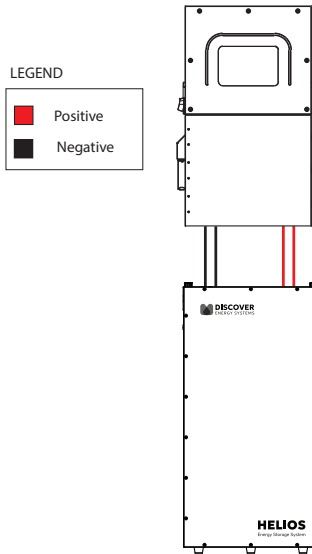 LEGEND
Positive
Negative
DISCOVER
ENERGY SYSTEMS
HELIOS
Energy Storage System